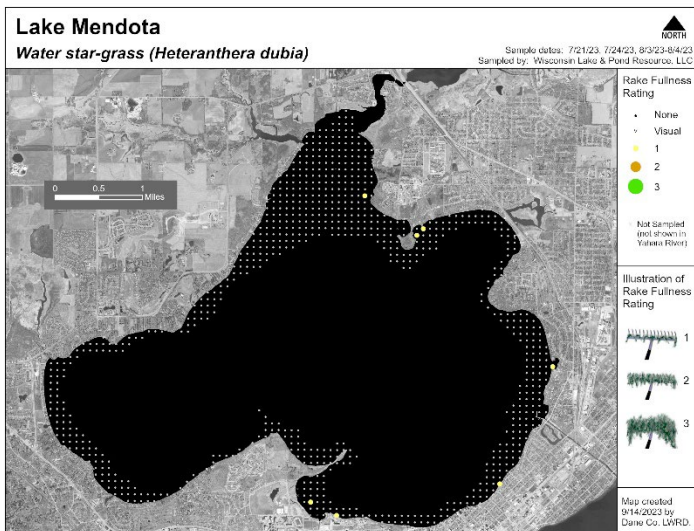 Lake Mendota
Water star-grass (Heteranthera dubia)
NORTH
Sample dates: 7/21/23, 7/24/23, 8/3/23-8/4/23
Sampled by: Wisconsin Lake & Pond Resource, LLC
0 0.5 1
Miles
Rake Fullness
Rating
None
Visual
1
2
3
Not Sampled
(not shown in
Yahara
River)
Illustration of
Rake Fullness
Rating
1
2
3
Map created
9/14/2023 by
Dane Co. LWRD.